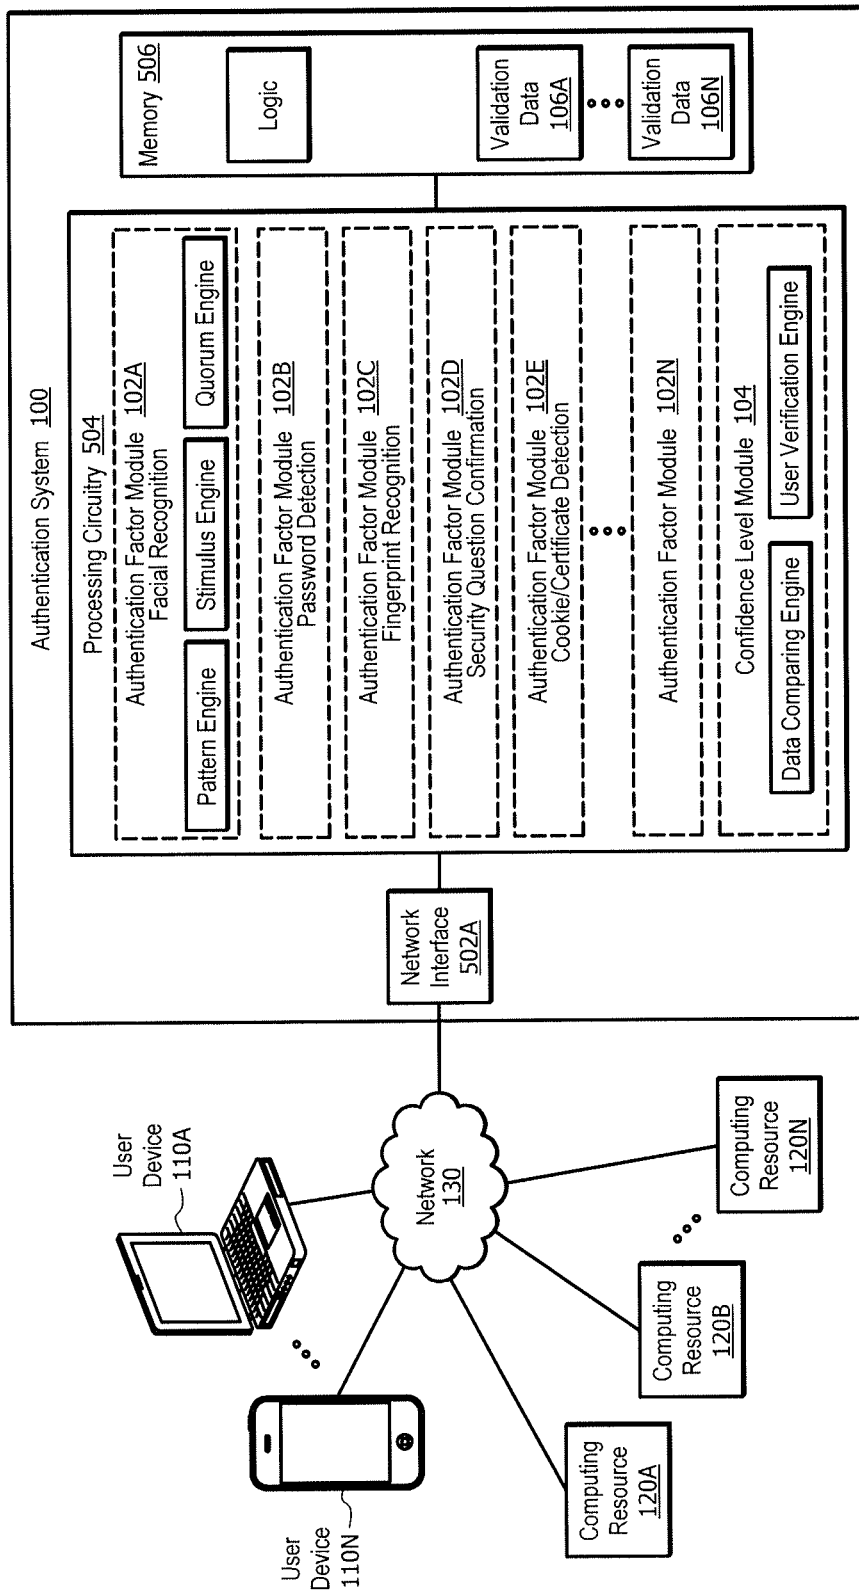 Authentication System 100
Processing Circuitry 504
Authentication Factor Module 102A
Facial Recognition
Pattern Engine
Stimulus Engine
Quorum Engine
Authentication Factor Module 102B
Password Detection
Authentication Factor Module 102C
Fingerprint Recognition
Authentication Factor Module 102D
Security Question Confirmation
Authentication Factor Module 102E
Cookie/Certificate Detection
Authentication Factor Module 102N
Confidence Level Module 104
Data Comparing Engine
User Verification Engine
Memory 506
Logic
Validation
Data
106A
Validation
Data
106N
Network
Interface
502A
Network
130
User
Device
110A
User
Device
110N
Computing
Resource
120A
Computing
Resource
120B
Computing
Resource
120N